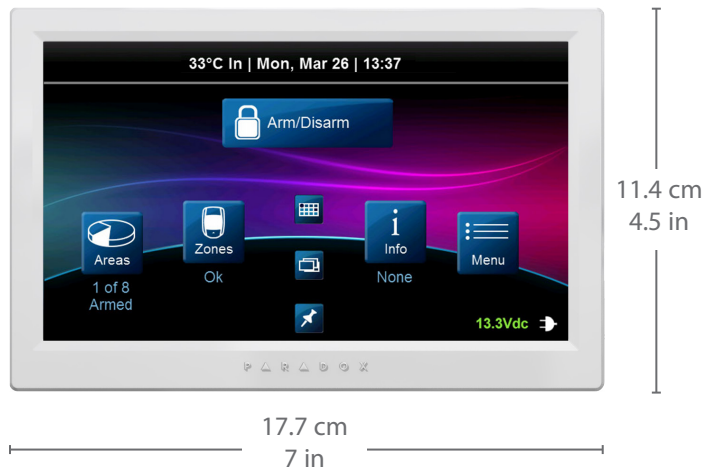 33°C In | Mon, Mar 26 | 13:37
Arm/Disarm
11.4 cm
4.5 in
Areas
1 of 8
Armed
Zones
Ok
i
Info
None
Menu
13.3Vdc
PARADOX
17.7 cm
7 in